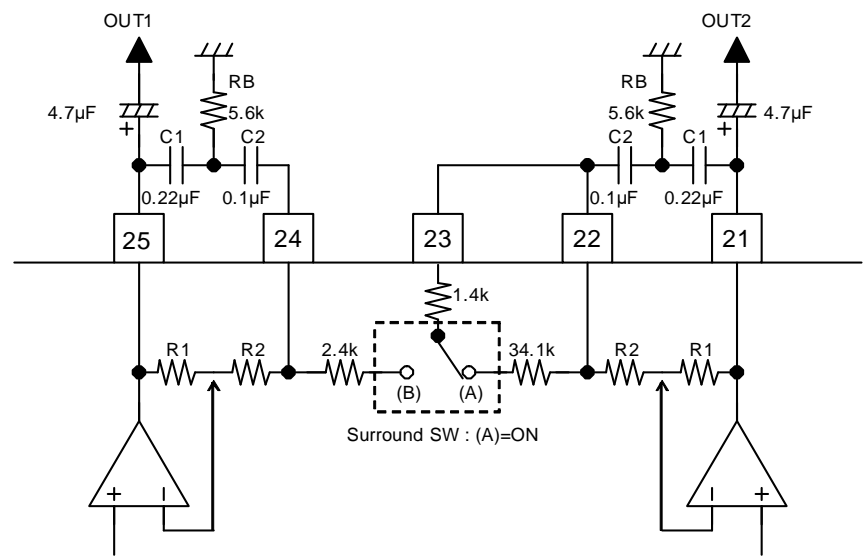 OUT1 OUT2
RB RB
4.7µF 5.6k 5.6k 4.7µF
+ +
C1 C2 C2 C1
0.22µF 0.1µF 0.1µF 0.22µF
25 24 23 22 21
1.4k
R1 R2 2.4k 34.1k R2 R1
(B) (A)
Surround SW : (A)=ON
+ − − +